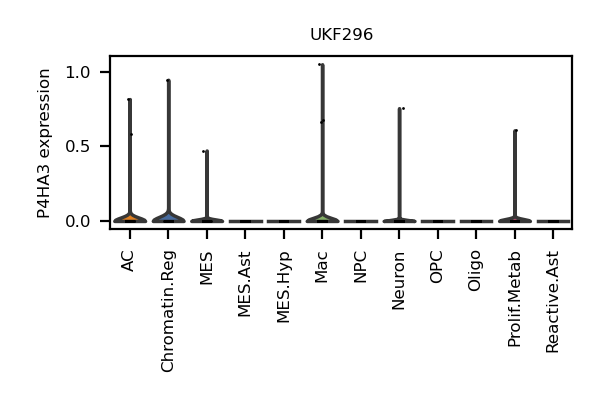 UKF296
P4HA3 expression
1.0
0.5
0.0
AC
Chromatin.Reg
MES
MES.Ast
MES.Hyp
Mac
NPC
Neuron
OPC
Oligo
Prolif.Metab
Reactive.Ast